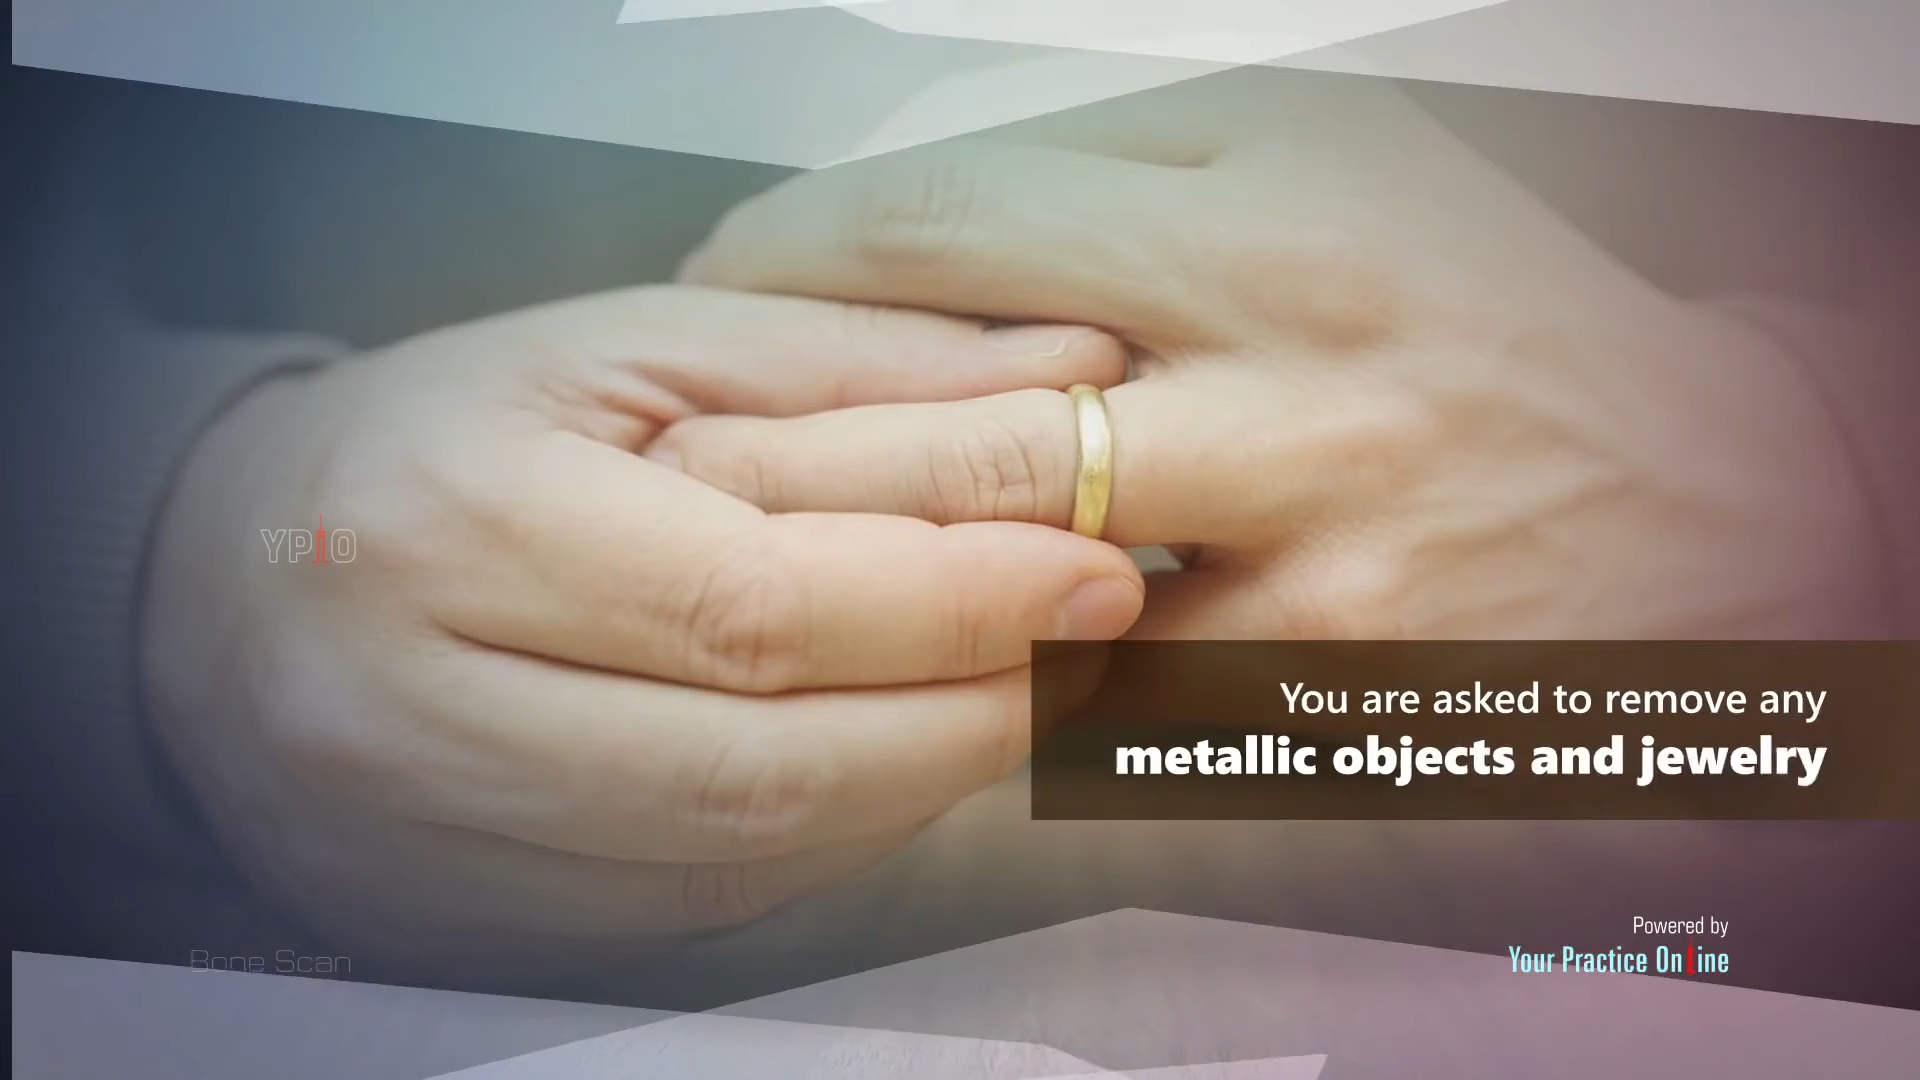 YPO
You are asked to remove any
metallic objects and jewelry
Powered by
Your Practice OnLine
Bone Scan